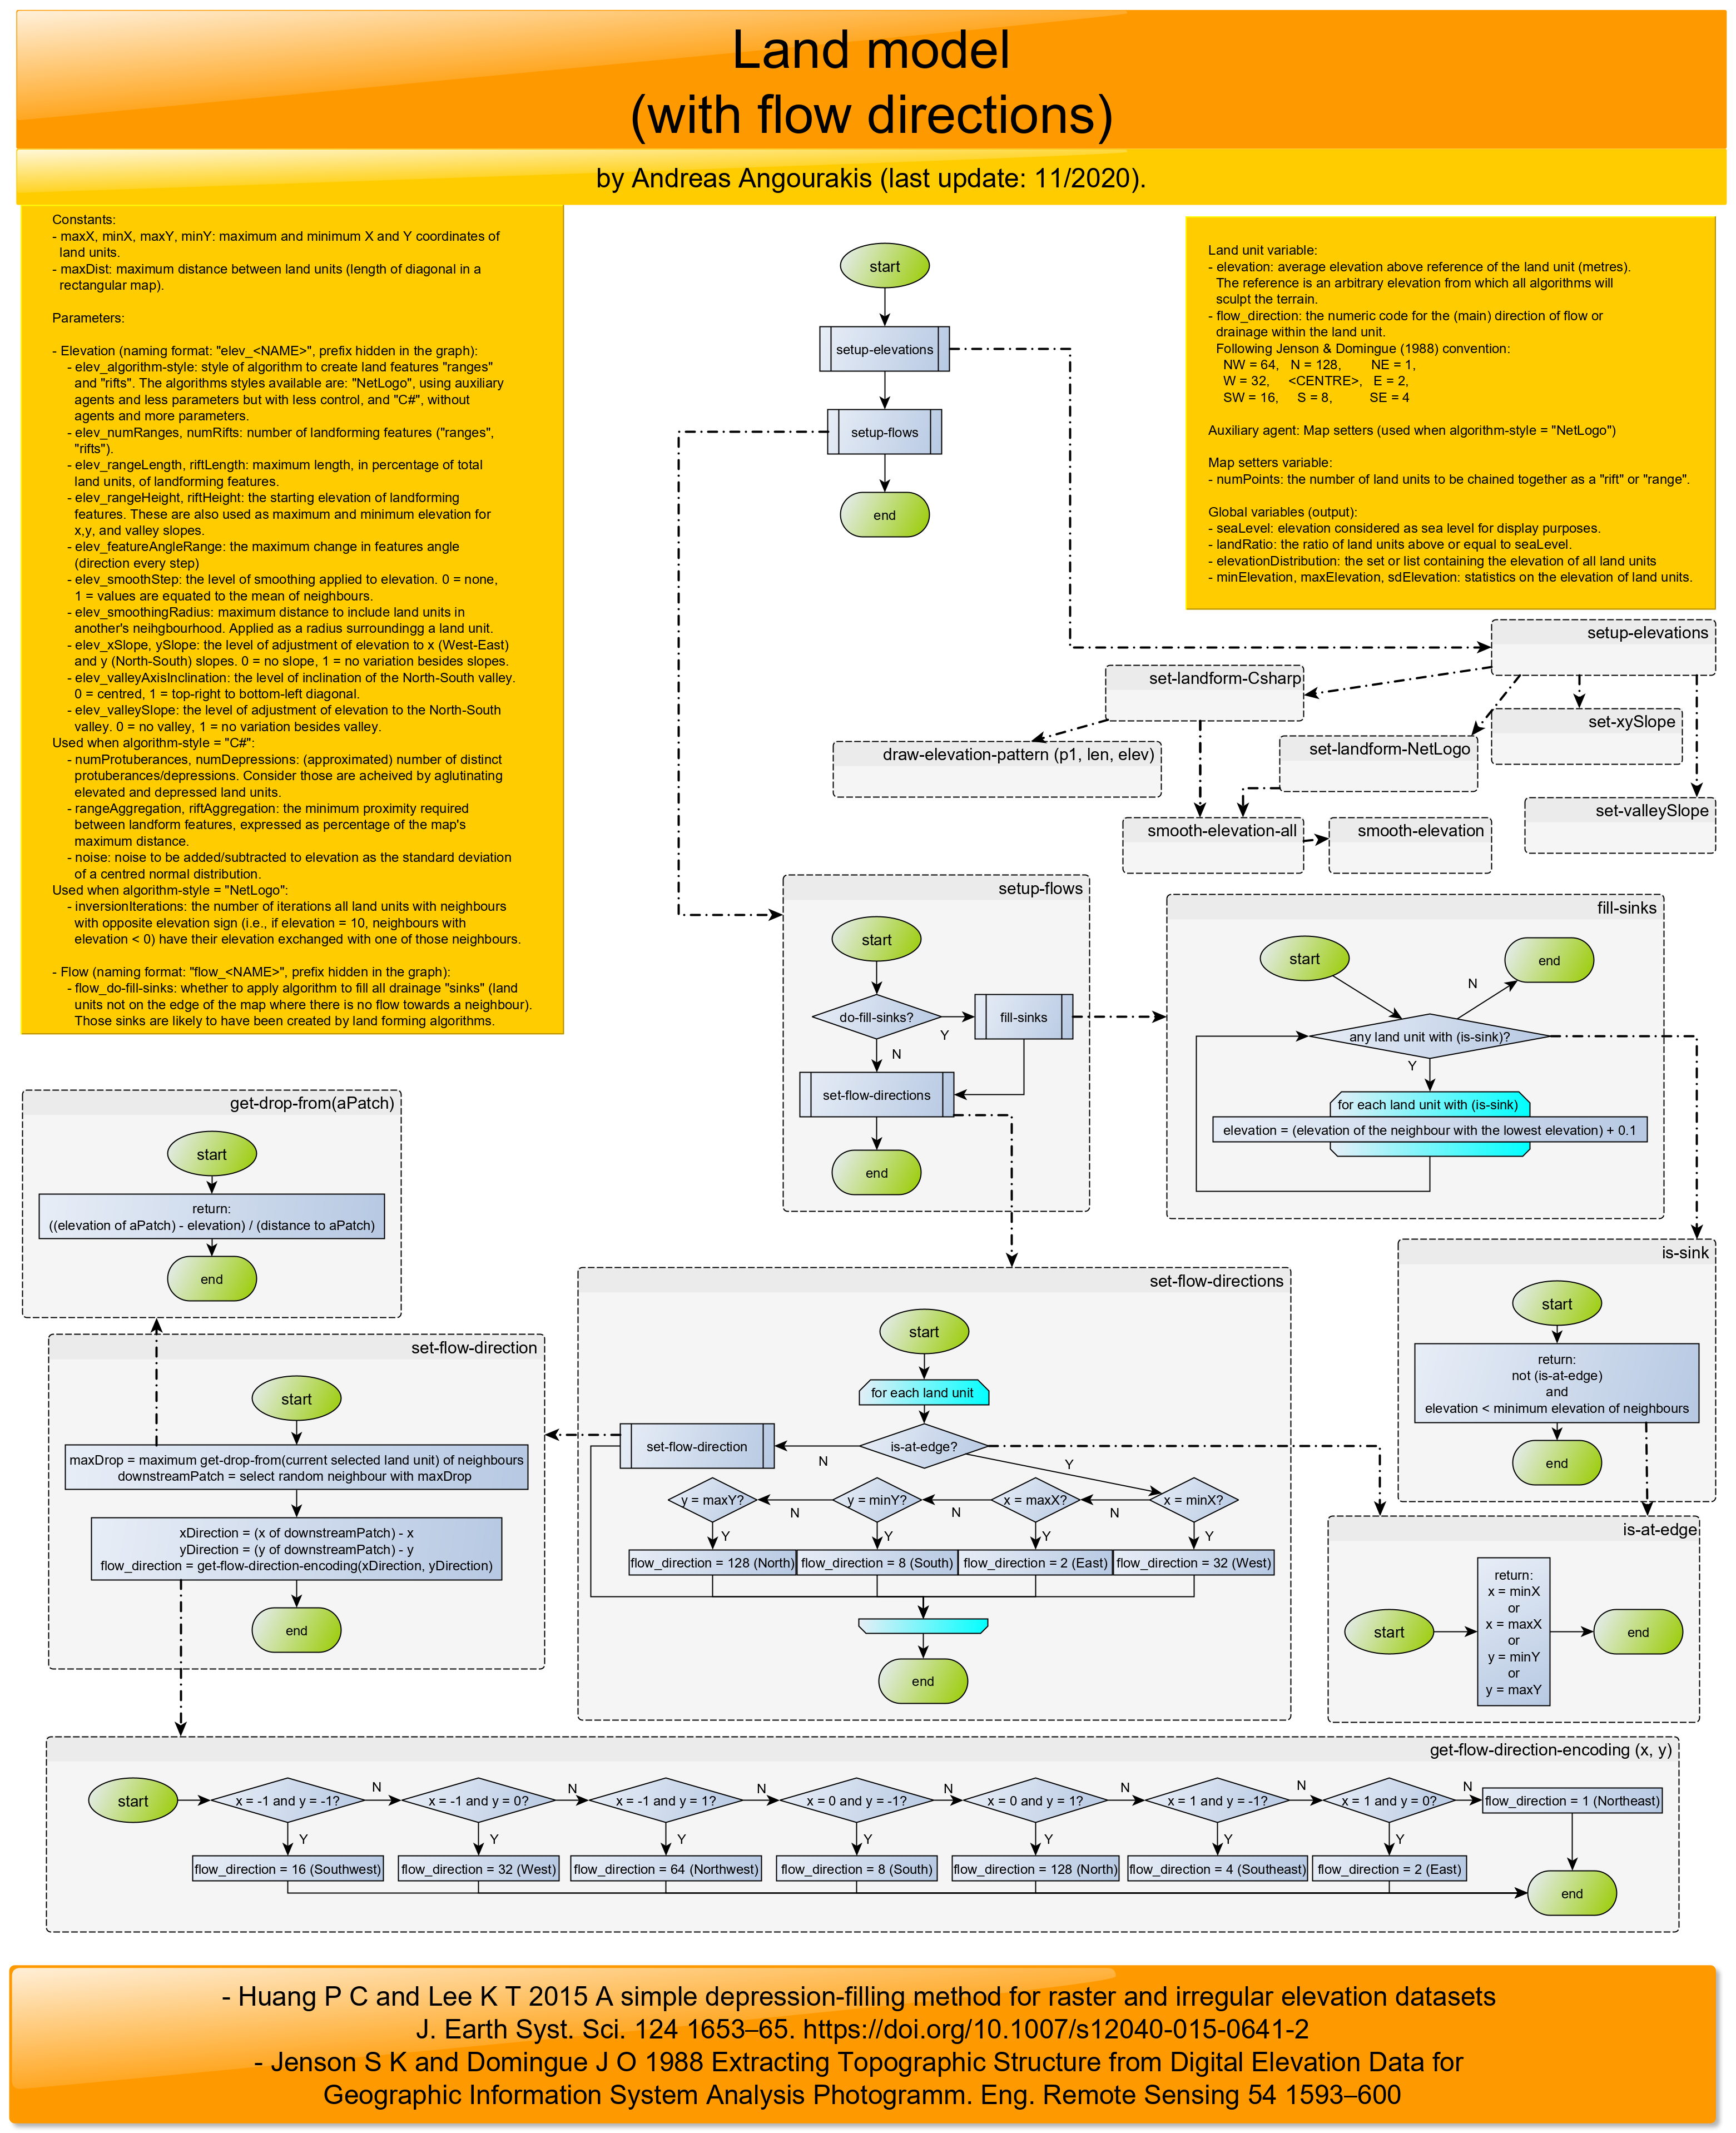 Land model
(with flow directions)
by Andreas Angourakis (last update: 11/2020).
Constants:
- maxX, minX, maxY, minY: maximum and minimum X and Y coordinates of
land units.
- maxDist: maximum distance between land units (length of diagonal in a
rectangular map).
Parameters:
- Elevation (naming format: "elev_<NAME>", prefix hidden in the graph):
- elev_algorithm-style: style of algorithm to create land features "ranges"
and "rifts". The algorithms styles available are: "NetLogo", using auxiliary
agents and less parameters but with less control, and "C#", without
agents and more parameters.
- elev_numRanges, numRifts: number of landforming features ("ranges",
"rifts").
- elev_rangeLength, riftLength: maximum length, in percentage of total
land units, of landforming features.
- elev_rangeHeight, riftHeight: the starting elevation of landforming
features. These are also used as maximum and minimum elevation for
x,y, and valley slopes.
- elev_featureAngleRange: the maximum change in features angle
(direction every step)
- elev_smoothStep: the level of smoothing applied to elevation. 0 = none,
1 = values are equated to the mean of neighbours.
- elev_smoothingRadius: maximum distance to include land units in
another's neihgbourhood. Applied as a radius surroundingg a land unit.
- elev_xSlope, ySlope: the level of adjustment of elevation to x (West-East)
and y (North-South) slopes. 0 = no slope, 1 = no variation besides slopes.
- elev_valleyAxisInclination: the level of inclination of the North-South valley.
0 = centred, 1 = top-right to bottom-left diagonal.
- elev_valleySlope: the level of adjustment of elevation to the North-South
valley. 0 = no valley, 1 = no variation besides valley.
Used when algorithm-style = "C#":
- numProtuberances, numDepressions: (approximated) number of distinct
protuberances/depressions. Consider those are acheived by aglutinating
elevated and depressed land units.
- rangeAggregation, riftAggregation: the minimum proximity required
between landform features, expressed as percentage of the map's
maximum distance.
- noise: noise to be added/subtracted to elevation as the standard deviation
of a centred normal distribution.
Used when algorithm-style = "NetLogo":
- inversionIterations: the number of iterations all land units with neighbours
with opposite elevation sign (i.e., if elevation = 10, neighbours with
elevation < 0) have their elevation exchanged with one of those neighbours.
- Flow (naming format: "flow_<NAME>", prefix hidden in the graph):
- flow_do-fill-sinks: whether to apply algorithm to fill all drainage "sinks" (land
units not on the edge of the map where there is no flow towards a neighbour).
Those sinks are likely to have been created by land forming algorithms.
start
setup-elevations
setup-flows
end
Land unit variable:
- elevation: average elevation above reference of the land unit (metres).
The reference is an arbitrary elevation from which all algorithms will
sculpt the terrain.
- flow_direction: the numeric code for the (main) direction of flow or
drainage within the land unit.
Following Jenson & Domingue (1988) convention:
NW = 64, N = 128, NE = 1,
W = 32, <CENTRE>, E = 2,
SW = 16, S = 8, SE = 4
Auxiliary agent: Map setters (used when algorithm-style = "NetLogo")
Map setters variable:
- numPoints: the number of land units to be chained together as a "rift" or "range".
Global variables (output):
- seaLevel: elevation considered as sea level for display purposes.
- landRatio: the ratio of land units above or equal to seaLevel.
- elevationDistribution: the set or list containing the elevation of all land units
- minElevation, maxElevation, sdElevation: statistics on the elevation of land units.
setup-elevations
set-landform-Csharp
set-xySlope
set-landform-NetLogo
draw-elevation-pattern (p1, len, elev)
set-valleySlope
smooth-elevation-all
smooth-elevation
setup-flows
start
do-fill-sinks?
Y
N
fill-sinks
set-flow-directions
end
fill-sinks
start
end
N
any land unit with (is-sink)?
Y
for each land unit with (is-sink)
elevation = (elevation of the neighbour with the lowest elevation) + 0.1
get-drop-from(aPatch)
start
return:
((elevation of aPatch) - elevation) / (distance to aPatch)
end
is-sink
start
return:
not (is-at-edge)
and
elevation < minimum elevation of neighbours
end
set-flow-directions
start
for each land unit
is-at-edge?
N
Y
set-flow-direction
y = maxY?
N
y = minY?
N
x = maxX?
N
x = minX?
Y
Y
Y
Y
flow_direction = 128 (North)
flow_direction = 8 (South)
flow_direction = 2 (East)
flow_direction = 32 (West)
end
set-flow-direction
start
maxDrop = maximum get-drop-from(current selected land unit) of neighbours
downstreamPatch = select random neighbour with maxDrop
xDirection = (x of downstreamPatch) - x
yDirection = (y of downstreamPatch) - y
flow_direction = get-flow-direction-encoding(xDirection, yDirection)
end
is-at-edge
start
return:
x = minX
or
x = maxX
or
y = minY
or
y = maxY
end
get-flow-direction-encoding (x, y)
start
x = -1 and y = -1?
N
x = -1 and y = 0?
N
x = -1 and y = 1?
N
x = 0 and y = -1?
N
x = 0 and y = 1?
N
x = 1 and y = -1?
N
x = 1 and y = 0?
N
flow_direction = 1 (Northeast)
Y
Y
Y
Y
Y
Y
Y
flow_direction = 16 (Southwest)
flow_direction = 32 (West)
flow_direction = 64 (Northwest)
flow_direction = 8 (South)
flow_direction = 128 (North)
flow_direction = 4 (Southeast)
flow_direction = 2 (East)
end
- Huang P C and Lee K T 2015 A simple depression-filling method for raster and irregular elevation datasets
J. Earth Syst. Sci. 124 1653–65. https://doi.org/10.1007/s12040-015-0641-2
- Jenson S K and Domingue J O 1988 Extracting Topographic Structure from Digital Elevation Data for
Geographic Information System Analysis Photogramm. Eng. Remote Sensing 54 1593–600